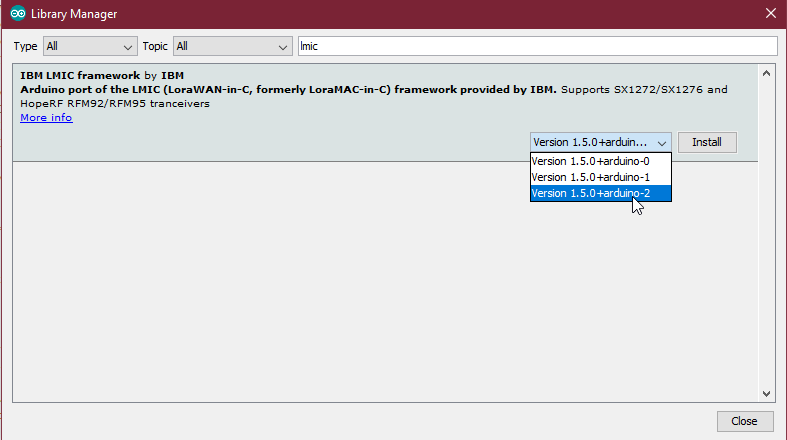 Library Manager
Type All Topic All lmic
IBM LMIC framework by IBM
Arduino port of the LMIC (LoraWAN-in-C, formerly LoraMAC-in-C) framework provided by IBM. Supports SX1272/SX1276 and
HopeRF RFM92/RFM95 tranceivers
More info
Version 1.5.0+arduin... Install
Version 1.5.0+arduino-0
Version 1.5.0+arduino-1
Version 1.5.0+arduino-2
Close